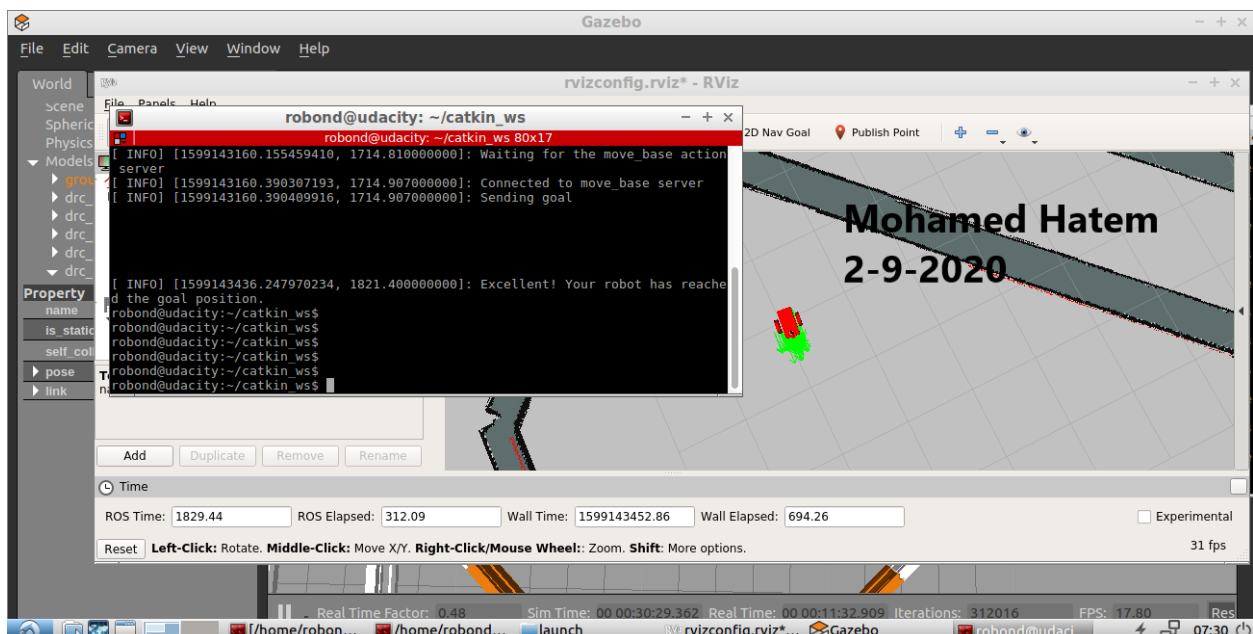 Gazebo
File Edit Camera View Window Help
World
rvizconfig.rviz* - RViz
Scene
File Panels Help
Spheric
Physics
Models
drc_
drc_
drc_
drc_
drc_
robond@udacity: ~/catkin_ws
robond@udacity: ~/catkin_ws 80x17
[ INFO] [1599143160.155459410, 1714.810000000]: Waiting for the move_base action
server
[ INFO] [1599143160.390307193, 1714.907000000]: Connected to move_base server
[ INFO] [1599143160.390409916, 1714.907000000]: Sending goal
[ INFO] [1599143436.247970234, 1821.400000000]: Excellent! Your robot has reache
d the goal position.
robond@udacity:~/catkin_ws$
robond@udacity:~/catkin_ws$
robond@udacity:~/catkin_ws$
robond@udacity:~/catkin_ws$
robond@udacity:~/catkin_ws$
robond@udacity:~/catkin_ws$
2D Nav Goal Publish Point
Mohamed Hatem
2-9-2020
Property
name
is_static
self_coll
pose
link
Add Duplicate Remove Rename
Time
ROS Time: 1829.44 ROS Elapsed: 312.09 Wall Time: 1599143452.86 Wall Elapsed: 694.26 Experimental
Reset Left-Click: Rotate. Middle-Click: Move X/Y. Right-Click/Mouse Wheel:: Zoom. Shift: More options. 31 fps
Real Time Factor: 0.48 Sim Time: 00 00:30:29.362 Real Time: 00 00:11:32.909 Iterations: 312016 FPS: 17.80 Res
[/home/robon... /home/robond... launch rvizconfig.rviz*... Gazebo robond@udaci 07:30